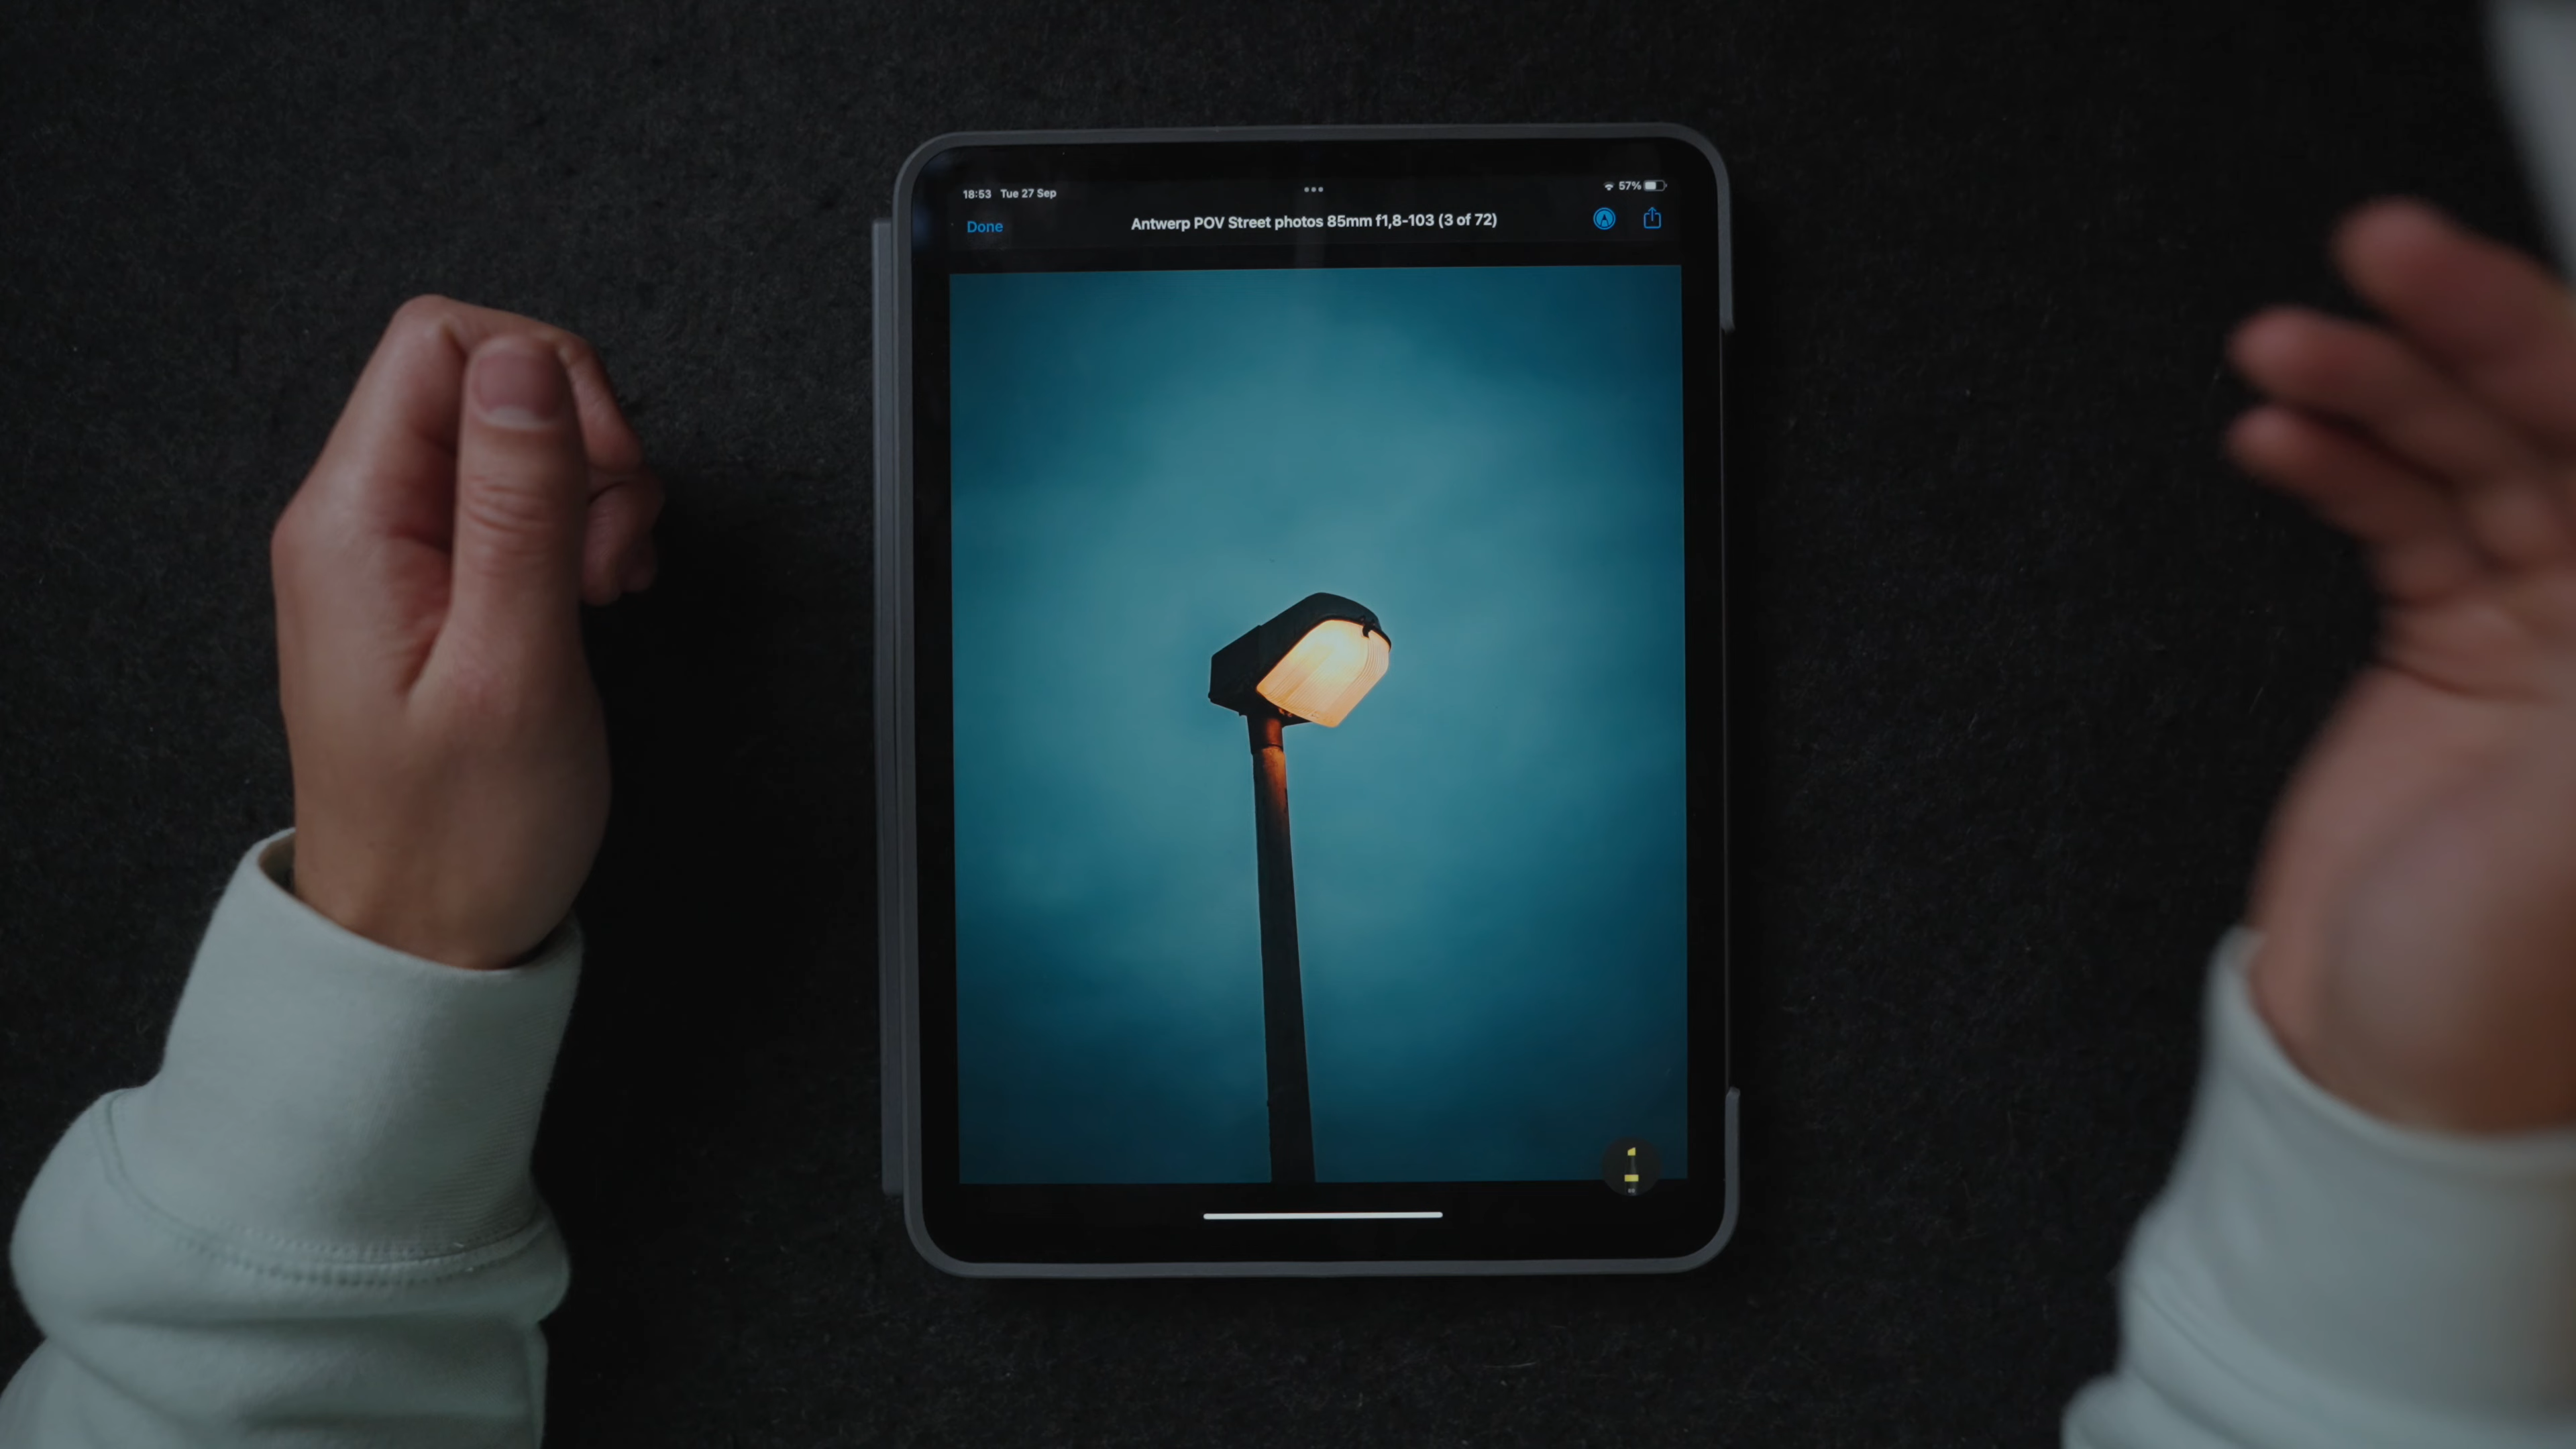 18:53 Tue 27 Sep
57%
Done
Antwerp POV Street photos 85mm f1,8-103 (3 of 72)